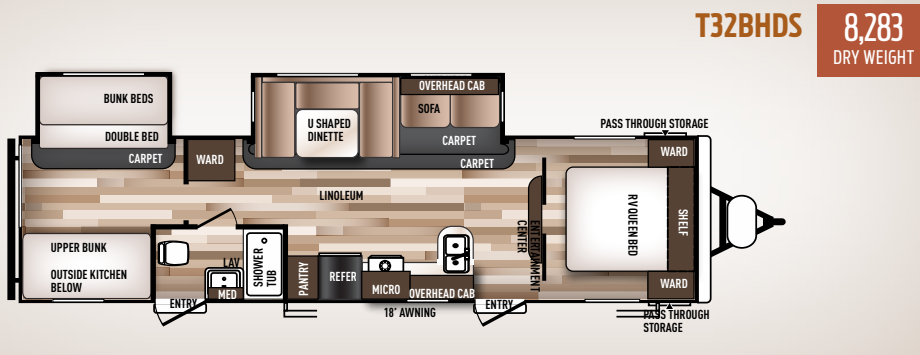 T32BHDS
8,283
DRY WEIGHT
BUNK BEDS
DOUBLE BED
CARPET
WARD
U SHAPED
DINETTE
OVERHEAD CAB
SOFA
CARPET
CARPET
LINOLEUM
PASS THROUGH STORAGE
WARD
RV QUEEN BED
SHELF
ENTERTAINMENT
CENTER
WARD
PASS THROUGH
STORAGE
UPPER BUNK
OUTSIDE KITCHEN
BELOW
LAV
MED
ENTRY
SHOWER
TUB
PANTRY
REFER
MICRO
OVERHEAD CAB
18' AWNING
ENTRY